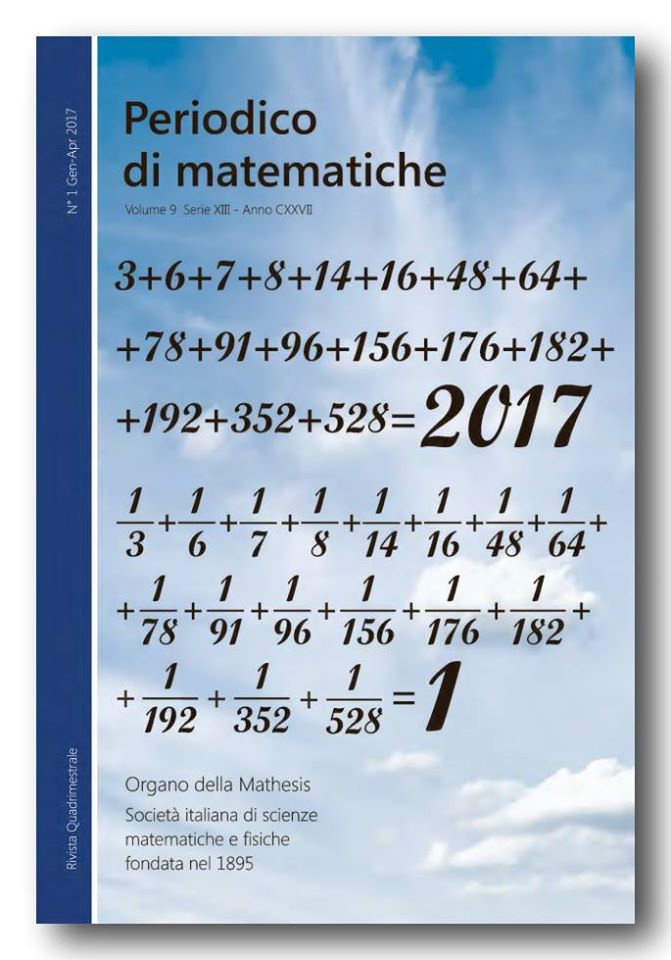 N° 1 Gen-Apr 2017
Periodico
di matematiche
Volume 9 Serie XIII - Anno CXXVII
3+6+7+8+14+16+48+64+
+78+91+96+156+176+182+
+192+352+528=2017
1/3+1/6+1/7+1/8+1/14+1/16+1/48+1/64+
+1/78+1/91+1/96+1/156+1/176+1/182+
+1/192+1/352+1/528=1
Organo della Mathesis
Società italiana di scienze
matematiche e fisiche
fondata nel 1895
Rivista Quadrimestrale